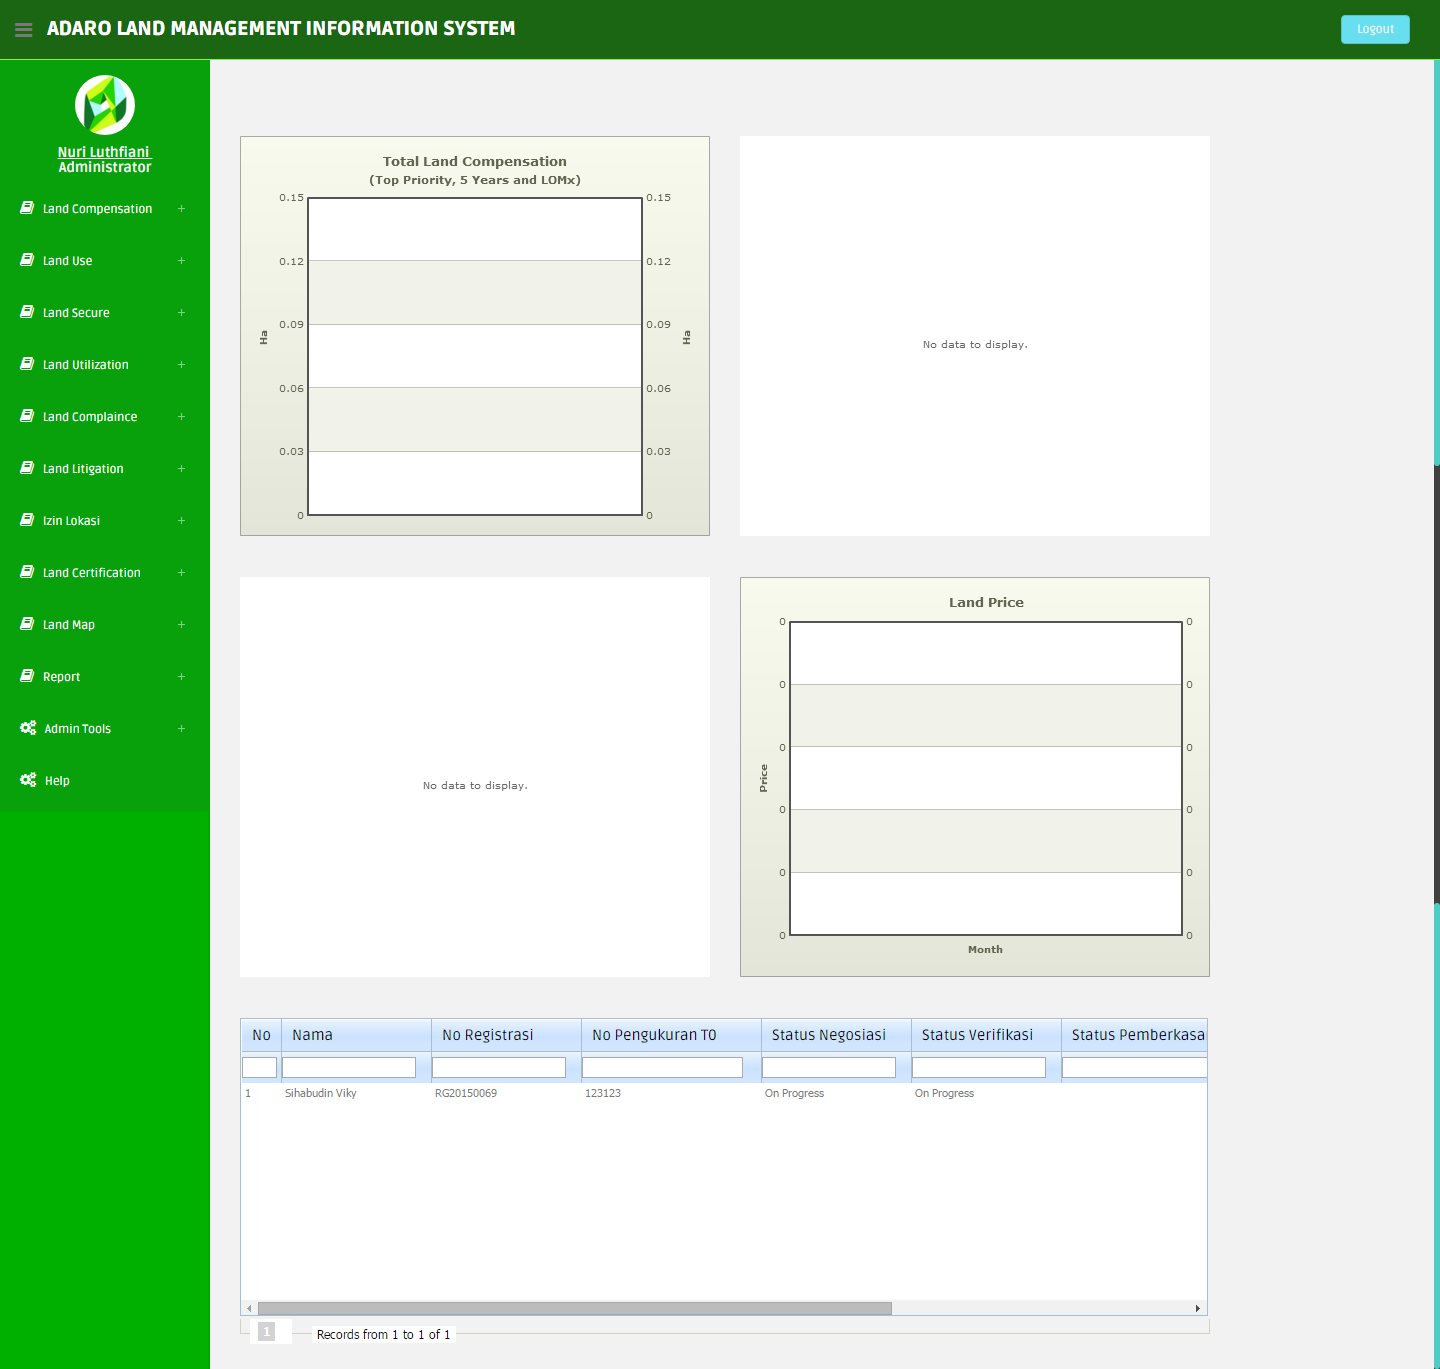 ADARO LAND MANAGEMENT INFORMATION SYSTEM
Logout
Nuri Luthfiani
Administrator
Land Compensation +
Land Use +
Land Secure +
Land Utilization +
Land Complaince +
Land Litigation +
Izin Lokasi +
Land Certification +
Land Map +
Report +
Admin Tools +
Help
Total Land Compensation
(Top Priority, 5 Years and LOMx)
0.15 0.15
0.12 0.12
0.09 0.09
Ha Ha
0.06 0.06
0.03 0.03
0 0
No data to display.
No data to display.
Land Price
0 0
0 0
0 0
Price
0 0
0 0
0 0
Month
No Nama No Registrasi No Pengukuran T0 Status Negosiasi Status Verifikasi Status Pemberkasa
1 Sihabudin Viky RG20150069 123123 On Progress On Progress
1 Records from 1 to 1 of 1